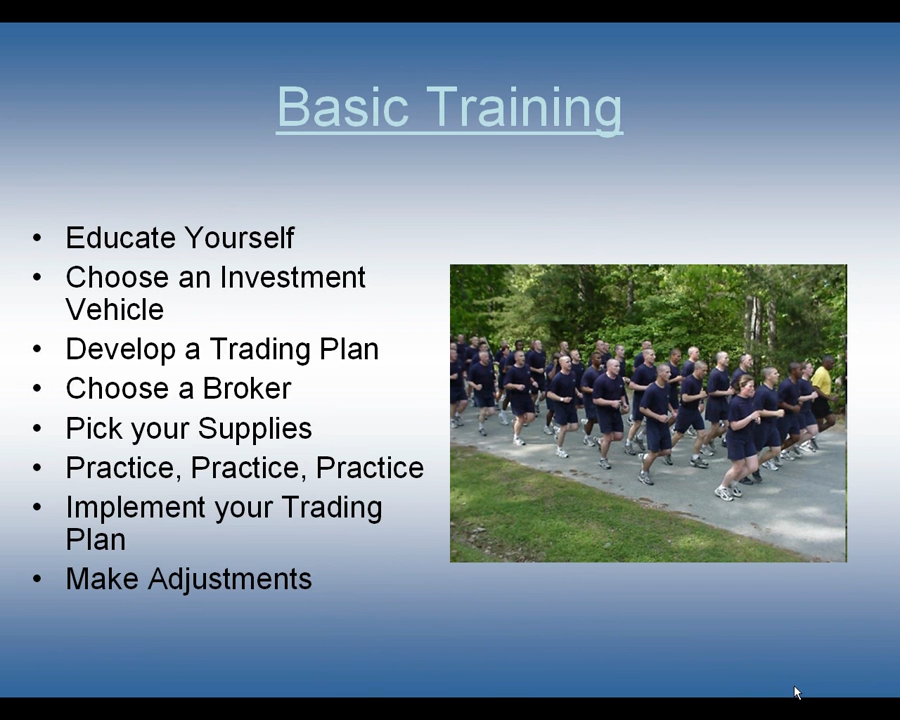 Basic Training
• Educate Yourself
• Choose an Investment
Vehicle
• Develop a Trading Plan
• Choose a Broker
• Pick your Supplies
• Practice, Practice, Practice
• Implement your Trading
Plan
• Make Adjustments